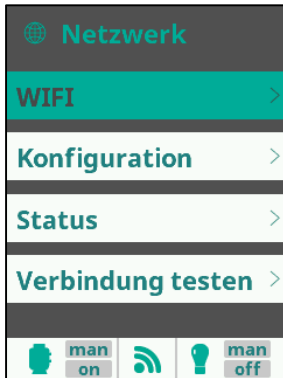 Netzwerk
WIFI
Konfiguration
Status
Verbindung testen
man man
on off